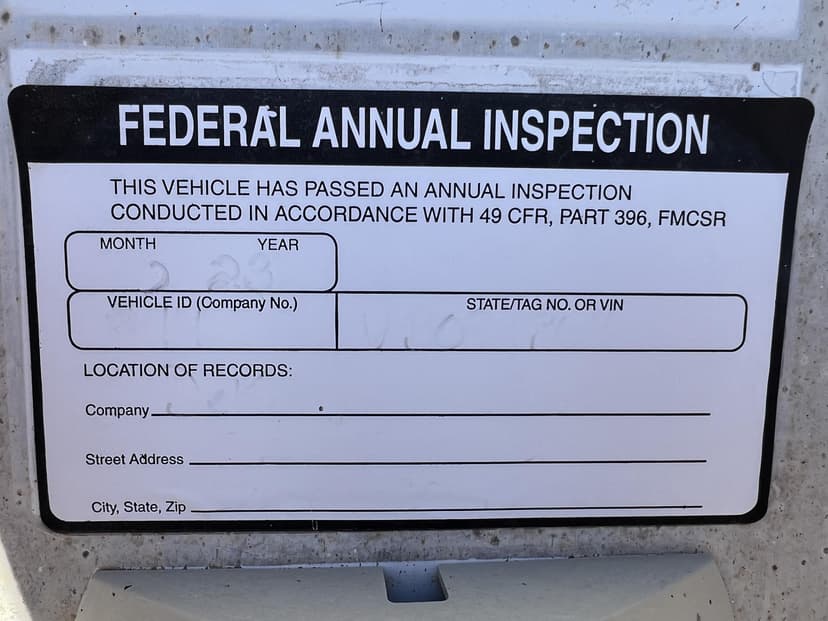 FEDERAL ANNUAL INSPECTION
THIS VEHICLE HAS PASSED AN ANNUAL INSPECTION
CONDUCTED IN ACCORDANCE WITH 49 CFR, PART 396, FMCSR
MONTH YEAR
VEHICLE ID (Company No.) STATE/TAG NO. OR VIN
LOCATION OF RECORDS:
Company
Street Address
City, State, Zip